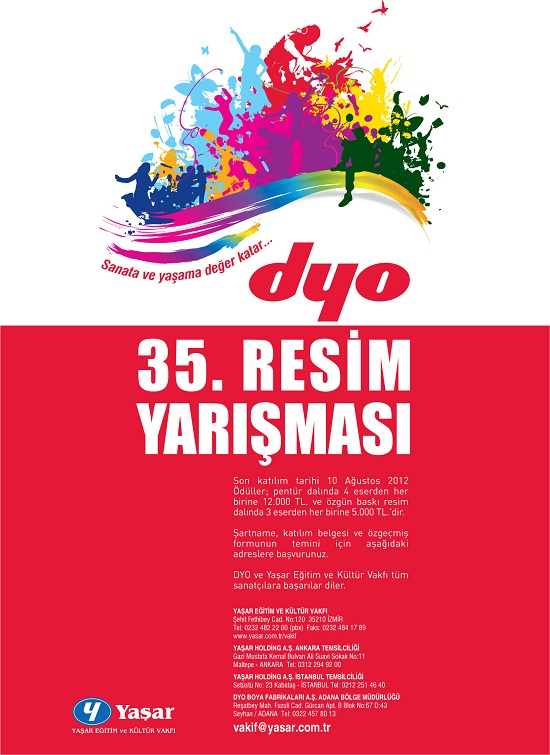 Sanata ve yaşama değer katar...
dyo
35. RESİM
YARIŞMASI
Son katılım tarihi 10 Ağustos 2012
Ödüller; pentür dalında 4 eserden her
birine 12.000 TL. ve özgün baskı resim
dalında 3 eserden her birine 5.000 TL.'dir.
Şartname, katılım belgesi ve özgeçmiş
formunun temini için aşağıdaki
adreslere başvurunuz.
DYO ve Yaşar Eğitim ve Kültür Vakfı tüm
sanatçılara başarılar diler.
YAŞAR EĞİTİM VE KÜLTÜR VAKFI
Şehit Fethibey Cad. No:120 35210 İZMİR
Tel: 0232 482 22 00 (pbx) Faks: 0232 484 17 89
www.yasar.com.tr/vakif
YAŞAR HOLDİNG A.Ş. ANKARA TEMSİLCİLİĞİ
Gazi Mustafa Kemal Bulvarı Ali Suavi Sokak No:11
Maltepe - ANKARA Tel: 0312 294 92 00
YAŞAR HOLDİNG A.Ş. İSTANBUL TEMSİLCİLİĞİ
Setüstü No: 23 Kabataş - İSTANBUL Tel: 0212 251 46 40
DYO BOYA FABRİKALARI A.Ş. ADANA BÖLGE MÜDÜRLÜĞÜ
Reşatbey Mah. Fuzuli Cad. Gürcan Apt. B Blok No:67 D:43
Seyhan / ADANA Tel: 0322 457 80 13
vakif@yasar.com.tr
Yaşar
YAŞAR EĞİTİM ve KÜLTÜR VAKFI